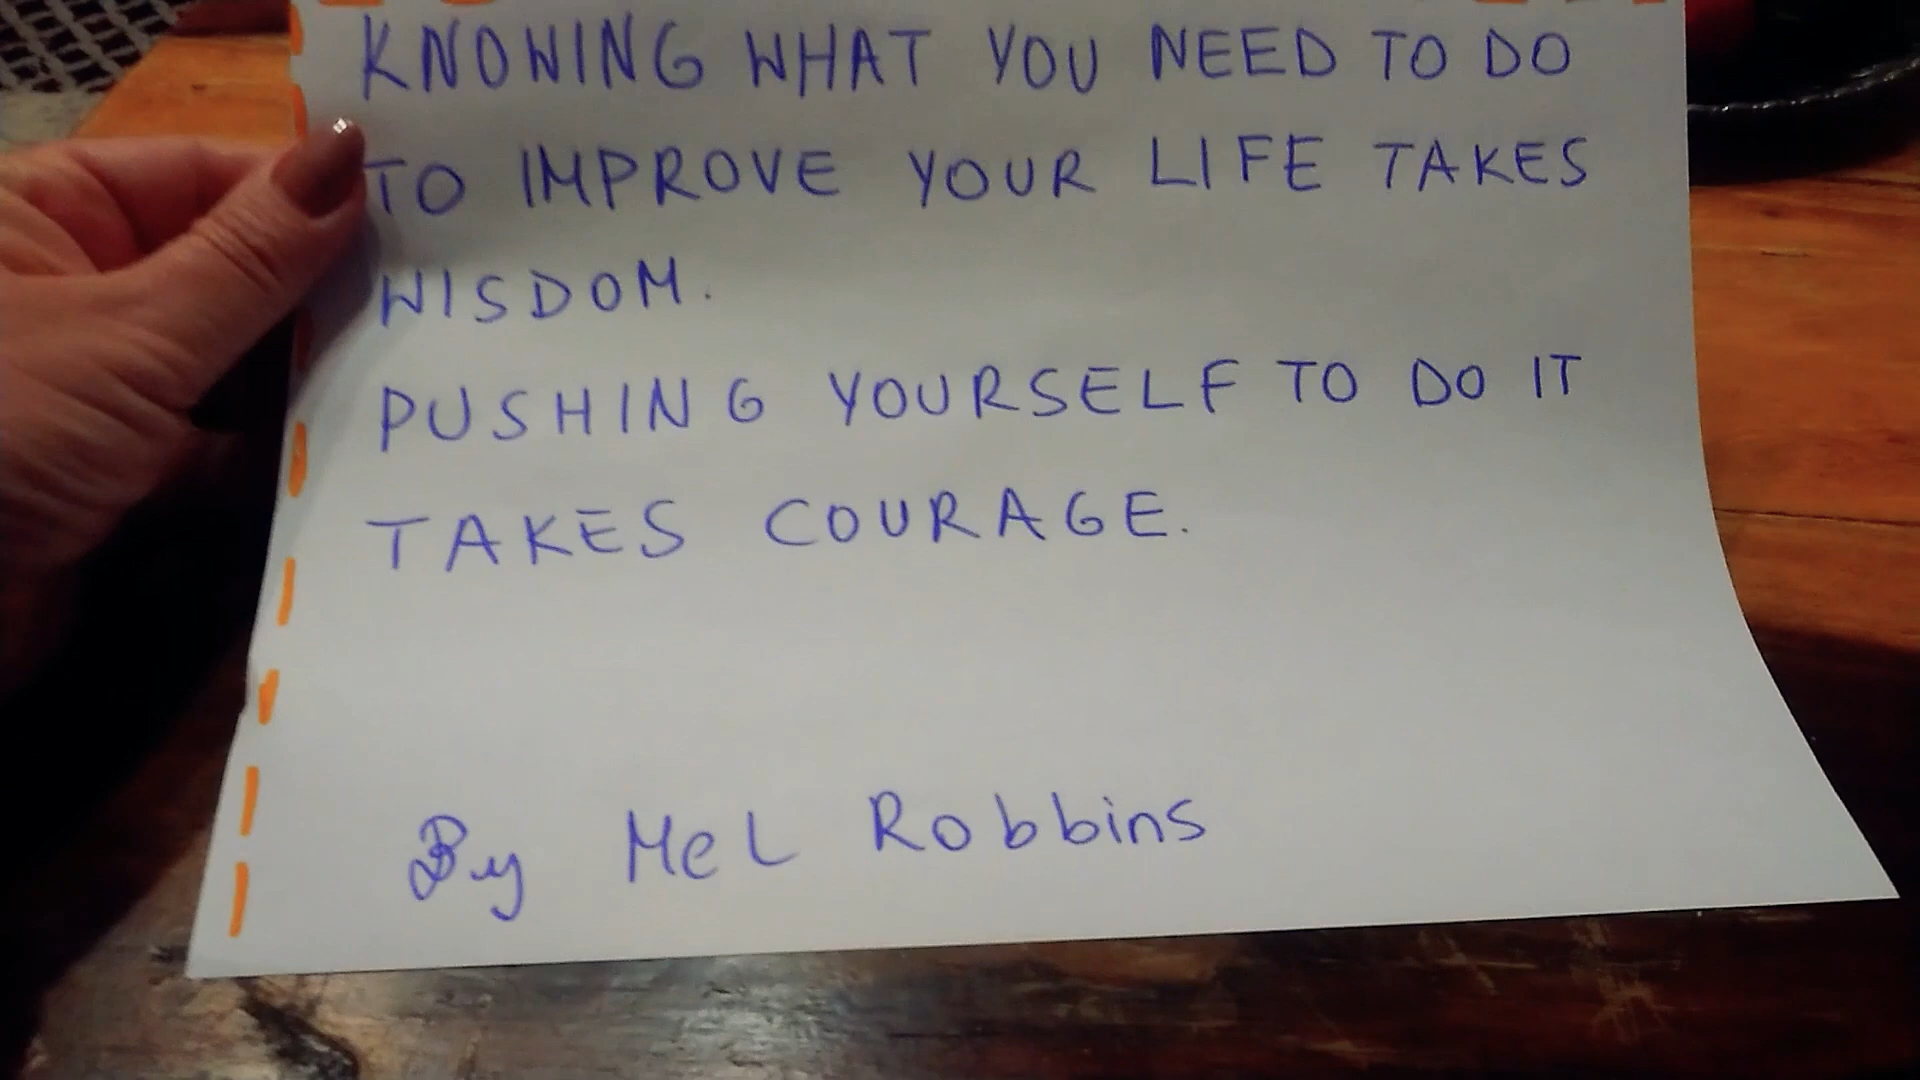 KNOWING WHAT YOU NEED TO DO
TO IMPROVE YOUR LIFE TAKES
WISDOM.
PUSHING YOURSELF TO DO IT
TAKES COURAGE.
By Mel Robbins